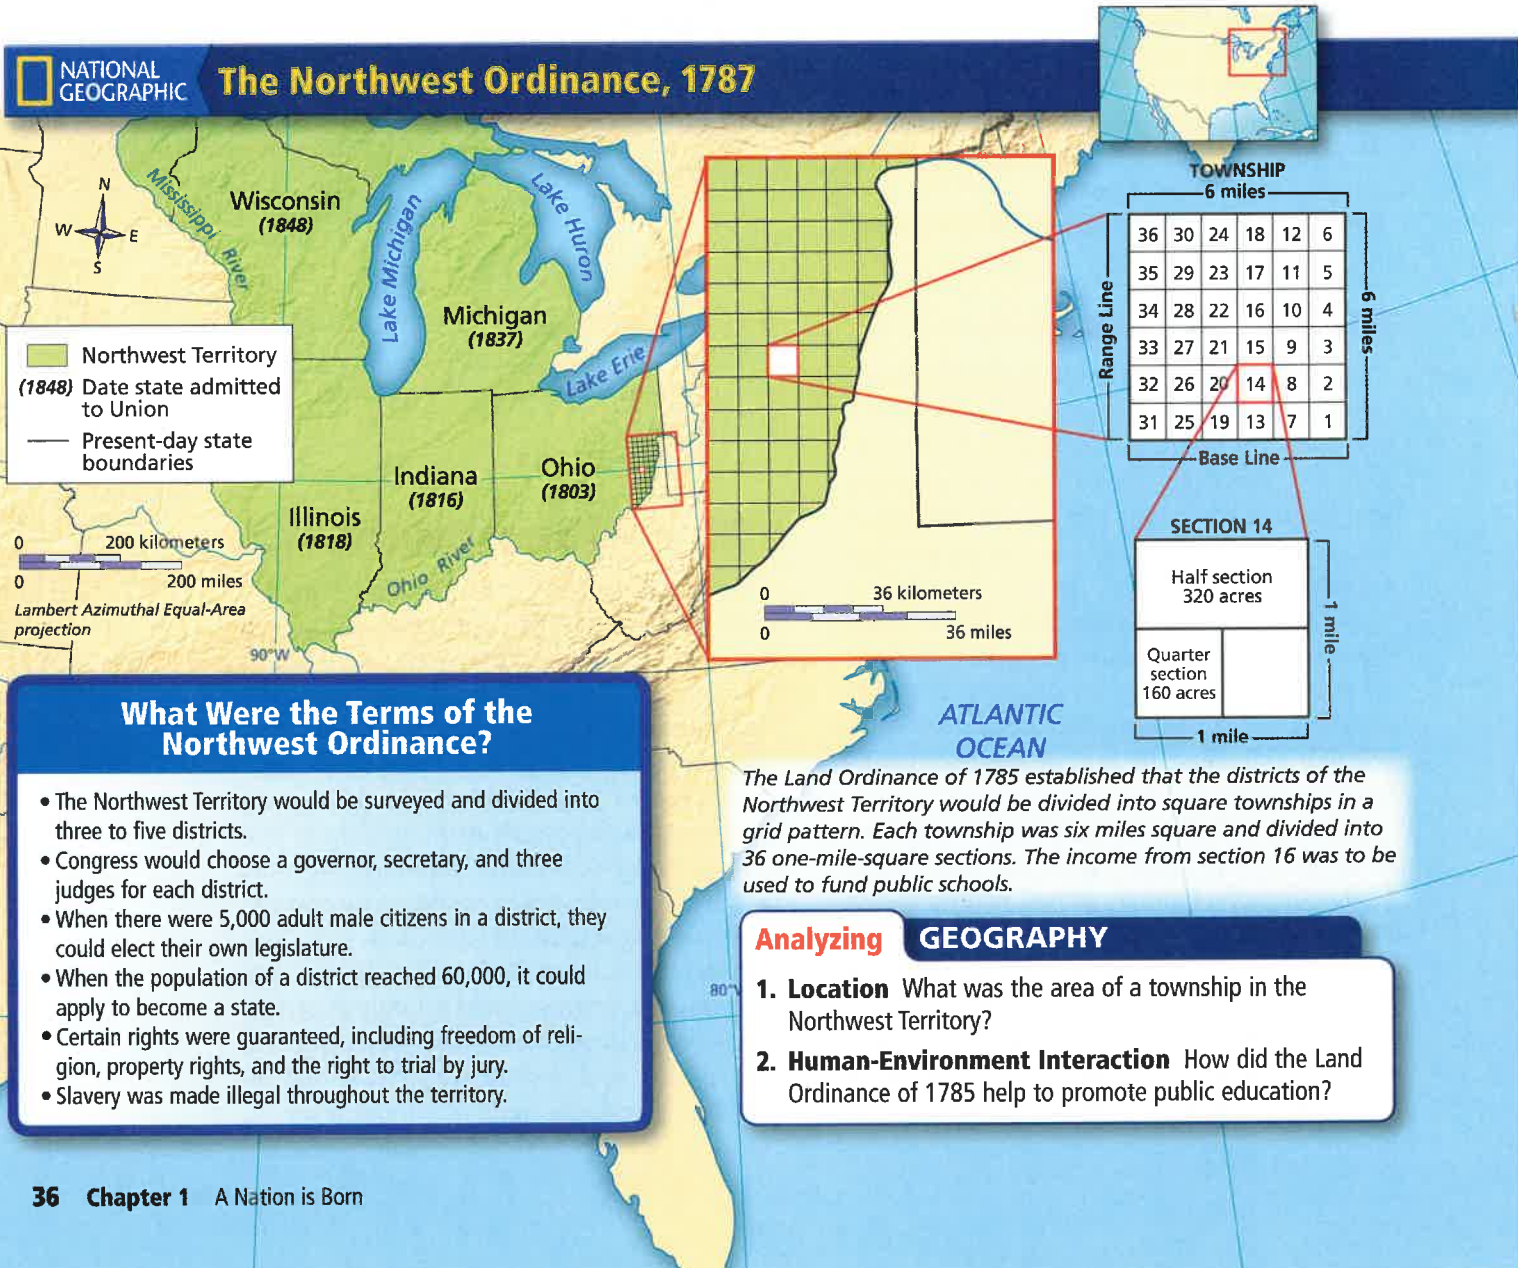 NATIONAL
GEOGRAPHIC
The Northwest Ordinance, 1787
N
W
E
S
Mississippi River
Wisconsin
(1848)
Lake Michigan
Lake Huron
Michigan
(1837)
Lake Erie
Northwest Territory
(1848) Date state admitted
to Union
Present-day state
boundaries
Indiana
(1816)
Ohio
(1803)
Illinois
(1818)
Ohio River
0 200 kilometers
0 200 miles
Lambert Azimuthal Equal-Area
projection
90°W
0 36 kilometers
0 36 miles
TOWNSHIP
6 miles
36 30 24 18 12 6
35 29 23 17 11 5
34 28 22 16 10 4
33 27 21 15 9 3
32 26 20 14 8 2
31 25 19 13 7 1
Range Line
6 miles
Base Line
SECTION 14
Half section
320 acres
Quarter
section
160 acres
1 mile
1 mile
ATLANTIC
OCEAN
What Were the Terms of the
Northwest Ordinance?
• The Northwest Territory would be surveyed and divided into
three to five districts.
• Congress would choose a governor, secretary, and three
judges for each district.
• When there were 5,000 adult male citizens in a district, they
could elect their own legislature.
• When the population of a district reached 60,000, it could
apply to become a state.
• Certain rights were guaranteed, including freedom of reli-
gion, property rights, and the right to trial by jury.
• Slavery was made illegal throughout the territory.
The Land Ordinance of 1785 established that the districts of the
Northwest Territory would be divided into square townships in a
grid pattern. Each township was six miles square and divided into
36 one-mile-square sections. The income from section 16 was to be
used to fund public schools.
80°W
Analyzing GEOGRAPHY
1. Location What was the area of a township in the
Northwest Territory?
2. Human-Environment Interaction How did the Land
Ordinance of 1785 help to promote public education?
36 Chapter 1 A Nation is Born